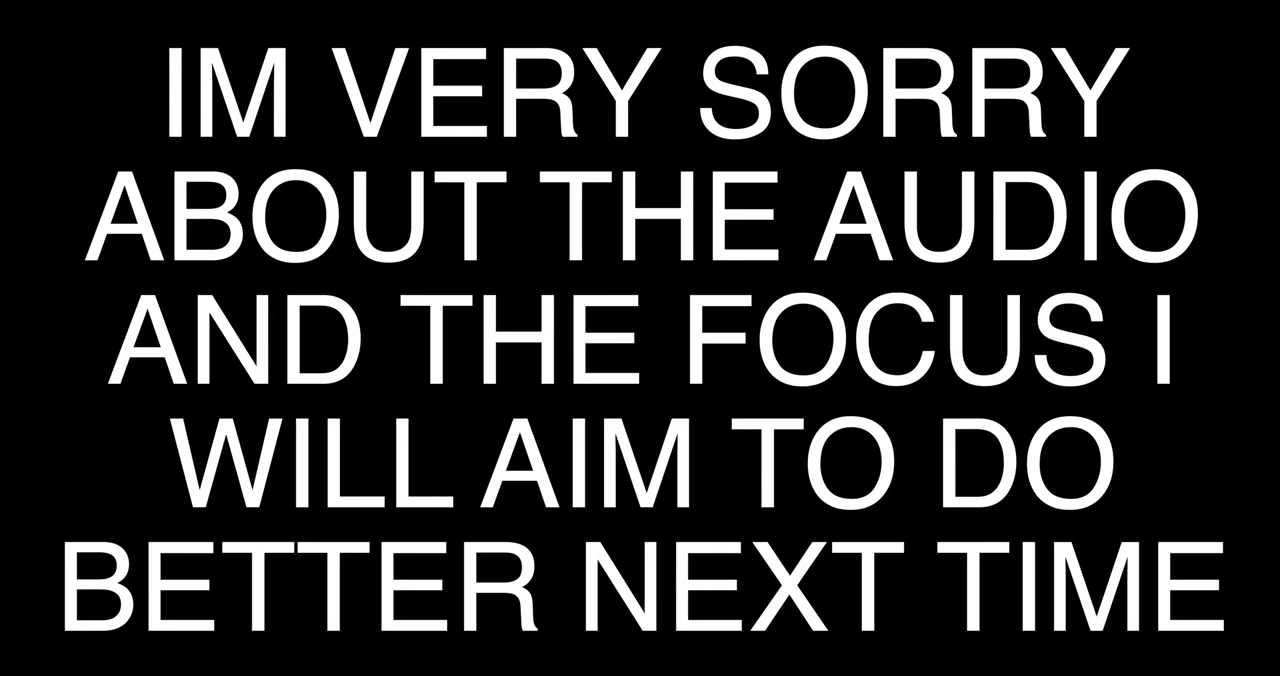 IM VERY SORRY
ABOUT THE AUDIO
AND THE FOCUS I
WILL AIM TO DO
BETTER NEXT TIME